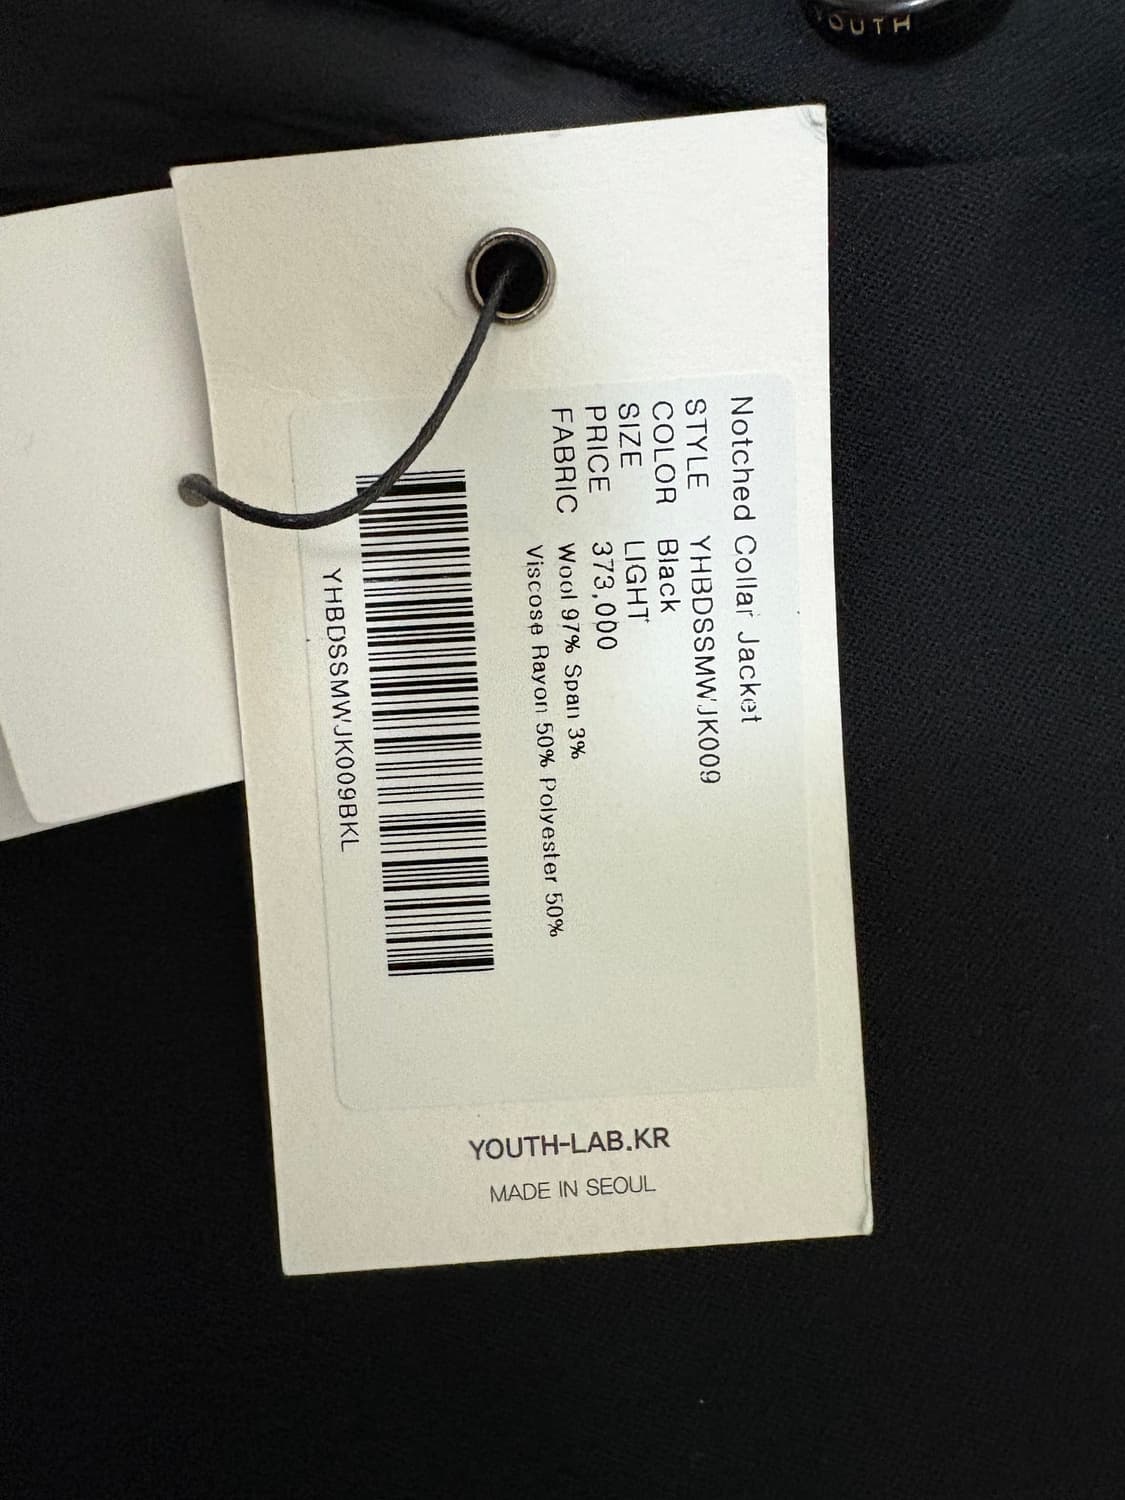 YOUTH
Notched Collar Jacket
STYLE YHBDSSMWJK009
COLOR Black
SIZE LIGHT
PRICE 373,000
FABRIC Wool 97% Span 3%
Viscose Rayon 50% Polyester 50%
YHBDSSMWJK009BKL
YOUTH-LAB.KR
MADE IN SEOUL